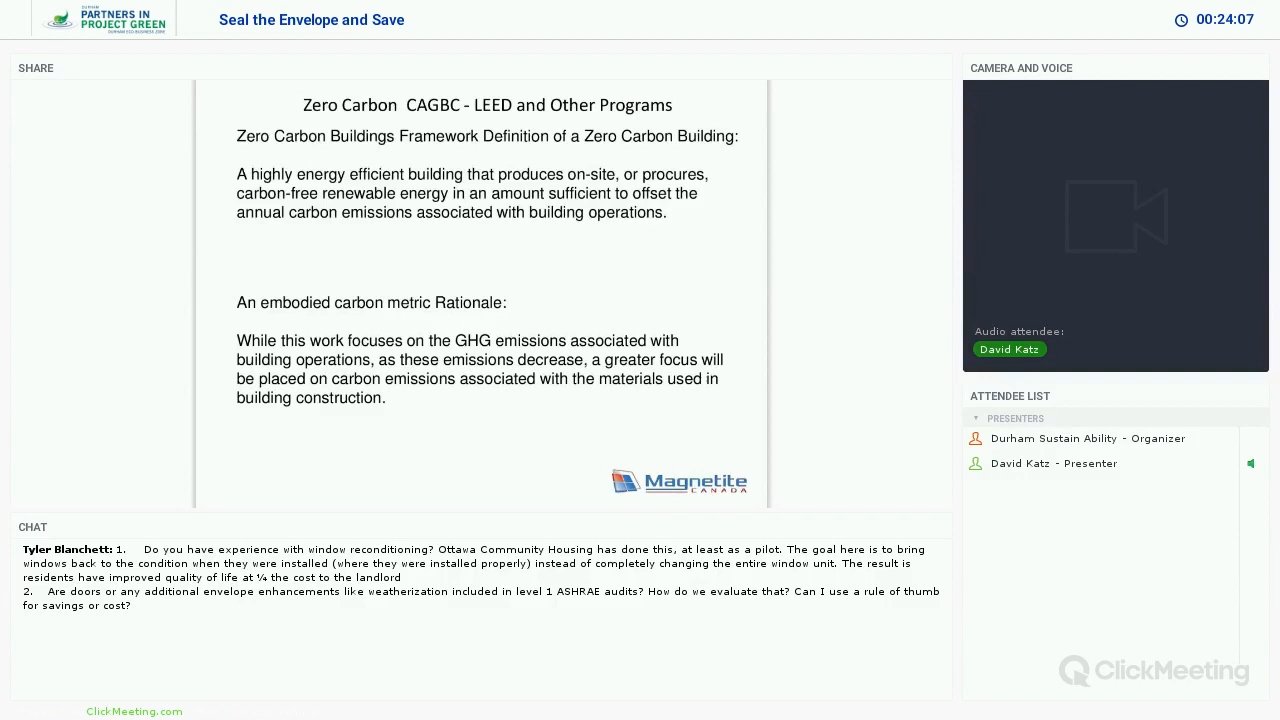 DURHAM
PARTNERS IN
PROJECT GREEN
DURHAM ECO-BUSINESS ZONE
Seal the Envelope and Save
00:24:07
SHARE
Zero Carbon CAGBC - LEED and Other Programs
Zero Carbon Buildings Framework Definition of a Zero Carbon Building:
A highly energy efficient building that produces on-site, or procures,
carbon-free renewable energy in an amount sufficient to offset the
annual carbon emissions associated with building operations.
An embodied carbon metric Rationale:
While this work focuses on the GHG emissions associated with
building operations, as these emissions decrease, a greater focus will
be placed on carbon emissions associated with the materials used in
building construction.
Magnetite
CANADA
CAMERA AND VOICE
Audio attendee:
David Katz
ATTENDEE LIST
PRESENTERS
Durham Sustain Ability - Organizer
David Katz - Presenter
ClickMeeting
CHAT
Tyler Blanchett: 1. Do you have experience with window reconditioning? Ottawa Community Housing has done this, at least as a pilot. The goal here is to bring
windows back to the condition when they were installed (where they were installed properly) instead of completely changing the entire window unit. The result is
residents have improved quality of life at ¼ the cost to the landlord
2. Are doors or any additional envelope enhancements like weatherization included in level 1 ASHRAE audits? How do we evaluate that? Can I use a rule of thumb
for savings or cost?
ClickMeeting.com